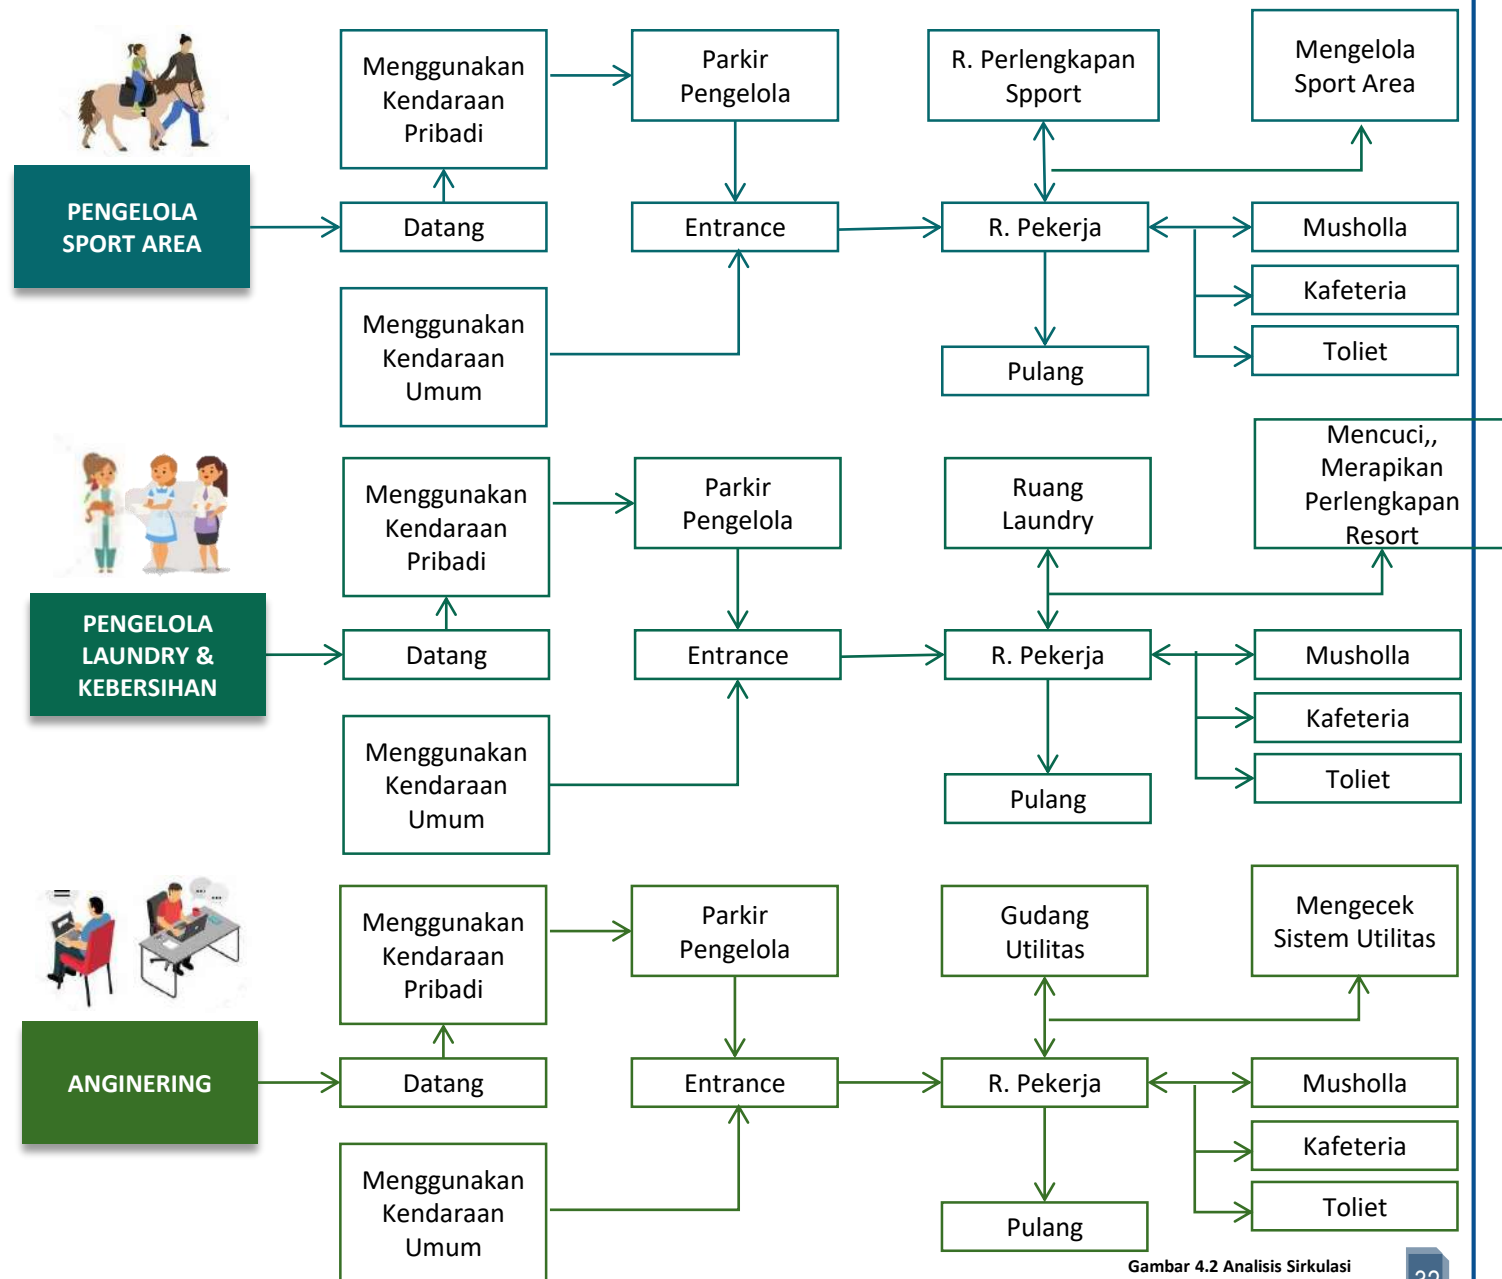 Menggunakan
Kendaraan
Pribadi
Parkir
Pengelola
R. Perlengkapan
Spport
Mengelola
Sport Area
PENGELOLA
SPORT AREA
Datang
Entrance
R. Pekerja
Musholla
Kafeteria
Toliet
Menggunakan
Kendaraan
Umum
Pulang
Menggunakan
Kendaraan
Pribadi
Parkir
Pengelola
Ruang
Laundry
Mencuci,,
Merapikan
Perlengkapan
Resort
PENGELOLA
LAUNDRY &
KEBERSIHAN
Datang
Entrance
R. Pekerja
Musholla
Kafeteria
Toliet
Menggunakan
Kendaraan
Umum
Pulang
Menggunakan
Kendaraan
Pribadi
Parkir
Pengelola
Gudang
Utilitas
Mengecek
Sistem Utilitas
ANGINERING
Datang
Entrance
R. Pekerja
Musholla
Kafeteria
Toliet
Menggunakan
Kendaraan
Umum
Pulang
Gambar 4.2 Analisis Sirkulasi